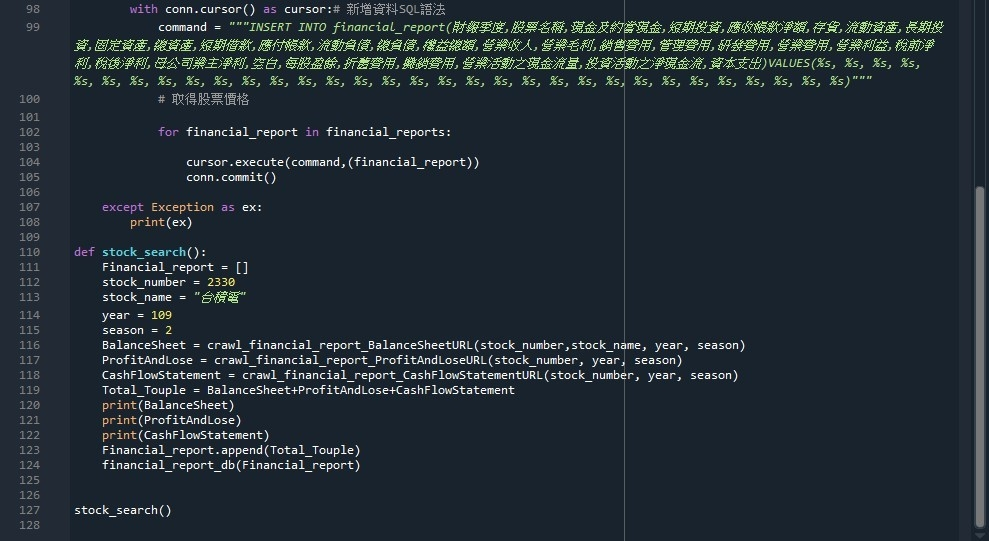 98 with conn.cursor() as cursor:# 新增資料SQL語法
99 command = """INSERT INTO financial_report(財報季度,股票名稱,現金及約當現金,短期投資,應收帳款淨額,存貨,流動資產,長期投
資,固定資產,總資產,短期借款,應付帳款,流動負債,總負債,權益總額,營業收入,營業毛利,銷售費用,管理費用,研發費用,營業費用,營業利益,稅前淨
利,稅後淨利,母公司業主淨利,空白,每股盈餘,折舊費用,攤銷費用,營業活動之現金流量,投資活動之淨現金流,資本支出)VALUES(%s, %s, %s, %s,
%s, %s, %s, %s, %s, %s, %s, %s, %s, %s, %s, %s, %s, %s, %s, %s, %s, %s, %s, %s, %s, %s, %s, %s)"""
100 # 取得股票價格
101
102 for financial_report in financial_reports:
103
104 cursor.execute(command,(financial_report))
105 conn.commit()
106
107 except Exception as ex:
108 print(ex)
109
110 def stock_search():
111 Financial_report = []
112 stock_number = 2330
113 stock_name = "台積電"
114 year = 109
115 season = 2
116 BalanceSheet = crawl_financial_report_BalanceSheetURL(stock_number,stock_name, year, season)
117 ProfitAndLose = crawl_financial_report_ProfitAndLoseURL(stock_number, year, season)
118 CashFlowStatement = crawl_financial_report_CashFlowStatementURL(stock_number, year, season)
119 Total_Touple = BalanceSheet+ProfitAndLose+CashFlowStatement
120 print(BalanceSheet)
121 print(ProfitAndLose)
122 print(CashFlowStatement)
123 Financial_report.append(Total_Touple)
124 financial_report_db(Financial_report)
125
126
127 stock_search()
128